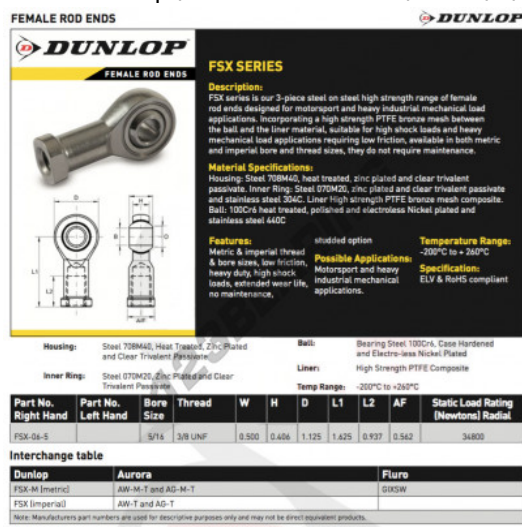 FEMALE ROD ENDS
DUNLOP
DUNLOP
FEMALE ROD ENDS
FSX SERIES
Description:
FSX series is our 3-piece steel on steel high strength range of female
rod ends designed for motorsport and heavy industrial mechanical load
applications. Incorporating a high strength PTFE bronze mesh between
the ball and the liner material, suitable for high shock loads and heavy
mechanical load applications requiring low friction, available in both metric
and imperial bore and thread sizes, they do not require maintenance.
Material Specifications:
Housing: Steel 708M40, heat treated, zinc plated and clear trivalent
passivate. Inner Ring: Steel 070M20, zinc plated and clear trivalent passivate
and stainless steel 304C. Liner High strength PTFE bronze mesh composite.
Ball: 100Cr6 heat treated, polished and electroless Nickel plated and
stainless steel 440C
Features:
Metric & imperial thread
& bore sizes, low friction,
heavy duty, high shock
loads, extended wear life,
no maintenance,
studded option
Possible Applications:
Motorsport and heavy
industrial mechanical
applications.
Temperature Range:
-200°C to + 260°C
Specification:
ELV & RoHS compliant
D
H
B
W
L1
L2
A/F
Housing: Steel 708M40, Heat Treated, Zinc Plated
and Clear Trivalent Passivate
Inner Ring: Steel 070M20, Zinc Plated and Clear
Trivalent Passivate
Ball: Bearing Steel 100Cr6, Case Hardened
and Electro-less Nickel Plated
Liner: High Strength PTFE Composite
Temp Range: -200°C to +260°C
Part No. Right Hand Part No. Left Hand Bore Size Thread W H D L1 L2 AF Static Load Rating (Newtons) Radial
FSX-06-5 5/16 3/8 UNF 0.500 0.406 1.125 1.625 0.937 0.562 34800
Interchange table
Dunlop Aurora Fluro
FSX-M (metric) AW-M-T and AG-M-T GIXSW
FSX (imperial) AW-T and AG-T
Note: Manufacturers part numbers are used for descriptive purposes only and may not be direct equivalent products.